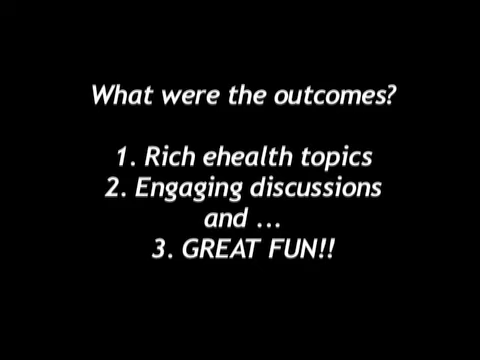 What were the outcomes?
1. Rich ehealth topics
2. Engaging discussions
and ...
3. GREAT FUN!!